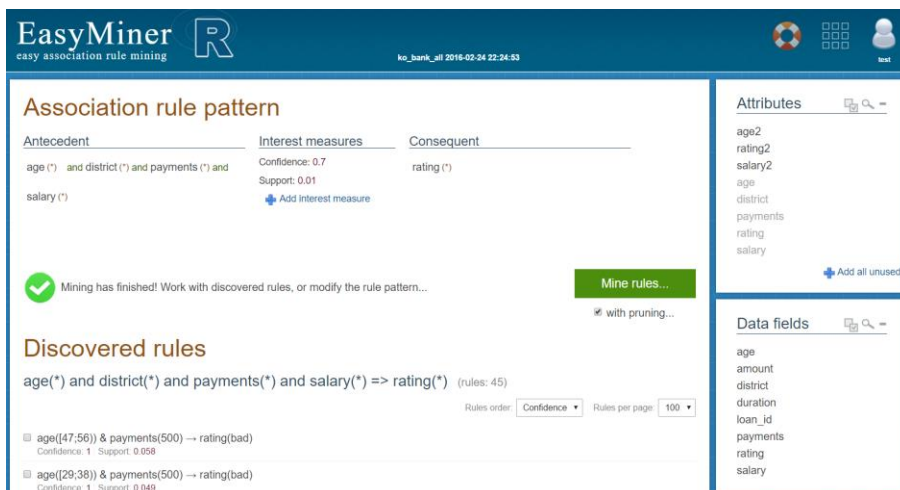 EasyMiner R
easy association rule mining
ko_bank_all 2016-02-24 22:24:53
test
Association rule pattern
Antecedent
age (*) and district (*) and payments (*) and
salary (*)
Interest measures
Confidence: 0.7
Support: 0.01
Add Interest measure
Consequent
rating (*)
Mining has finished! Work with discovered rules, or modify the rule pattern...
Mine rules...
with pruning...
Discovered rules
age(*) and district(*) and payments(*) and salary(*) => rating(*) (rules: 45)
Rules order: Confidence Rules per page: 100
age([47;56)) & payments(500) → rating(bad)
Confidence: 1 Support: 0.058
age([29;38)) & payments(500) → rating(bad)
Confidence: 1 Support: 0.049
Attributes
age2
rating2
salary2
age
district
payments
rating
salary
Add all unused
Data fields
age
amount
district
duration
loan_id
payments
rating
salary